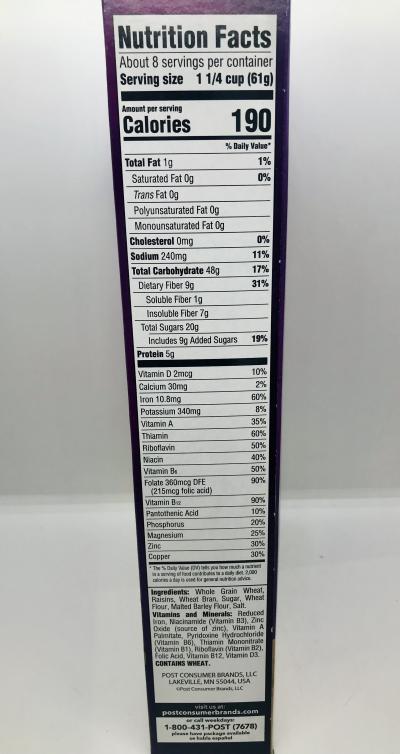 Nutrition Facts
About 8 servings per container
Serving size 1 1/4 cup (61g)
Amount per serving
Calories 190
% Daily Value*
Total Fat 1g 1%
Saturated Fat 0g 0%
Trans Fat 0g
Polyunsaturated Fat 0g
Monounsaturated Fat 0g
Cholesterol 0mg 0%
Sodium 240mg 11%
Total Carbohydrate 48g 17%
Dietary Fiber 9g 31%
Soluble Fiber 1g
Insoluble Fiber 7g
Total Sugars 20g
Includes 9g Added Sugars 19%
Protein 5g
Vitamin D 2mcg 10%
Calcium 30mg 2%
Iron 10.8mg 60%
Potassium 340mg 8%
Vitamin A 35%
Thiamin 60%
Riboflavin 50%
Niacin 40%
Vitamin B6 50%
Folate 360mcg DFE 90%
(215mcg folic acid)
Vitamin B12 90%
Pantothenic Acid 10%
Phosphorus 20%
Magnesium 25%
Zinc 30%
Copper 30%
* The % Daily Value (DV) tells you how much a nutrient
in a serving of food contributes to a daily diet. 2,000
calories a day is used for general nutrition advice.
Ingredients: Whole Grain Wheat,
Raisins, Wheat Bran, Sugar, Wheat
Flour, Malted Barley Flour, Salt.
Vitamins and Minerals: Reduced
Iron, Niacinamide (Vitamin B3), Zinc
Oxide (source of zinc), Vitamin A
Palmitate, Pyridoxine Hydrochloride
(Vitamin B6), Thiamin Mononitrate
(Vitamin B1), Riboflavin (Vitamin B2),
Folic Acid, Vitamin B12, Vitamin D3.
CONTAINS WHEAT.
POST CONSUMER BRANDS, LLC
LAKEVILLE, MN 55044, USA
©Post Consumer Brands, LLC
visit us at:
postconsumerbrands.com
or call weekdays:
1-800-431-POST (7678)
please have package available
se habla español